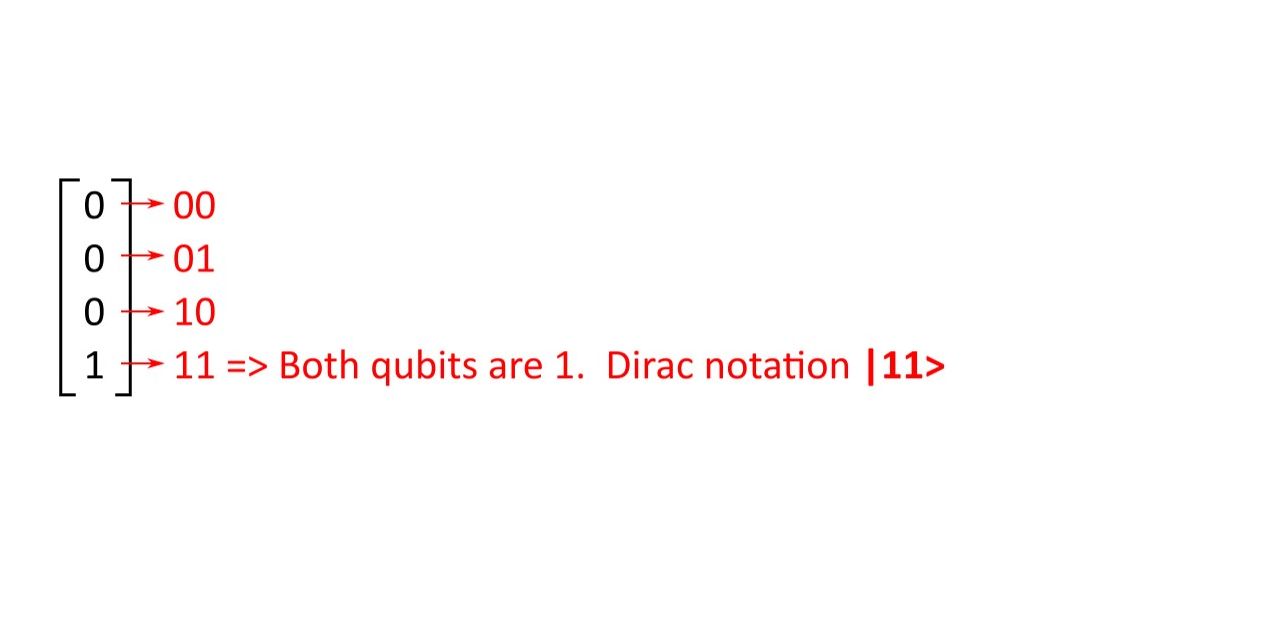 0 → 00
0 → 01
0 → 10
1 → 11 => Both qubits are 1. Dirac notation |11>